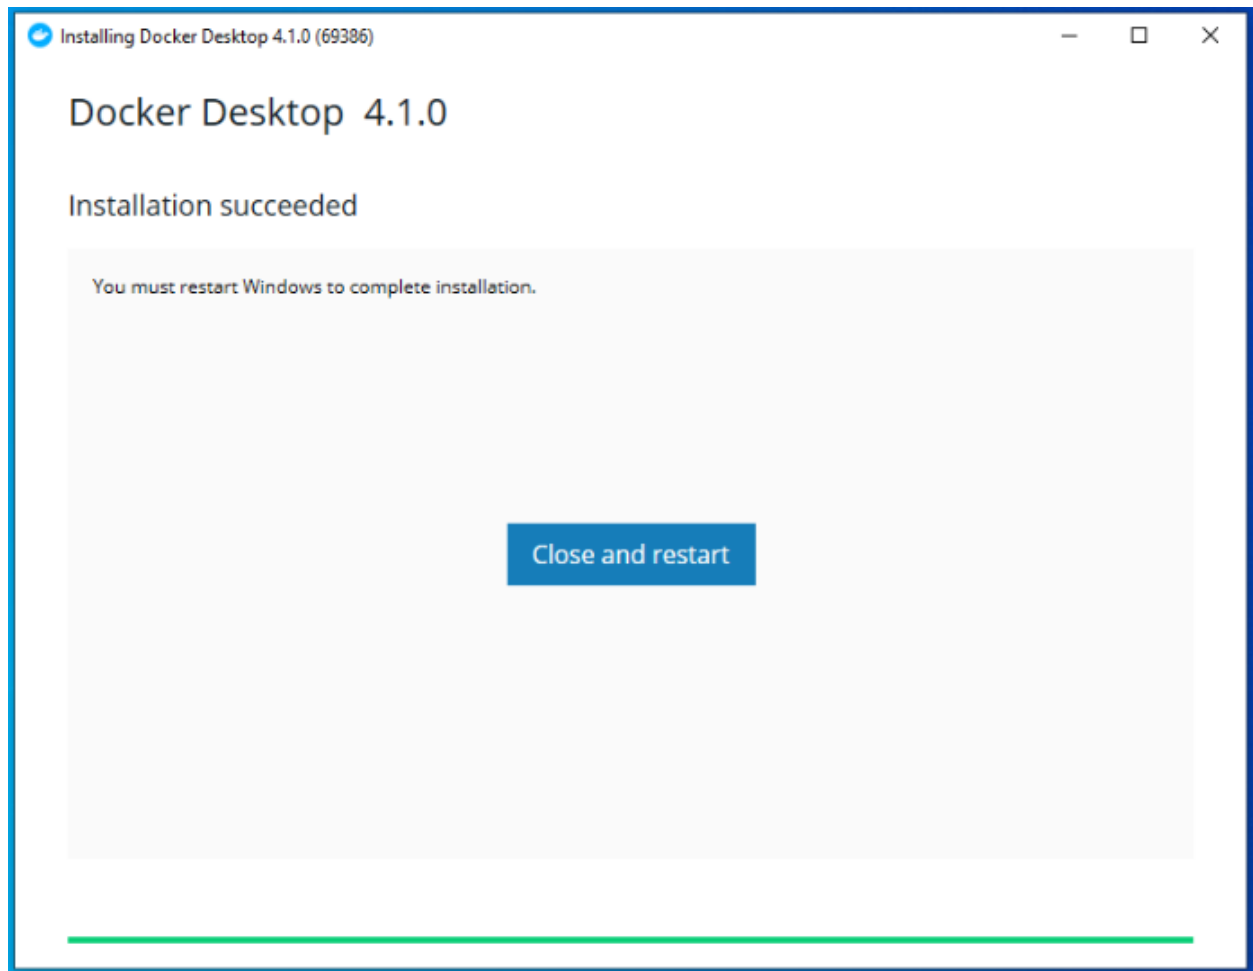 Installing Docker Desktop 4.1.0 (69386)
Docker Desktop 4.1.0
Installation succeeded
You must restart Windows to complete installation.
Close and restart